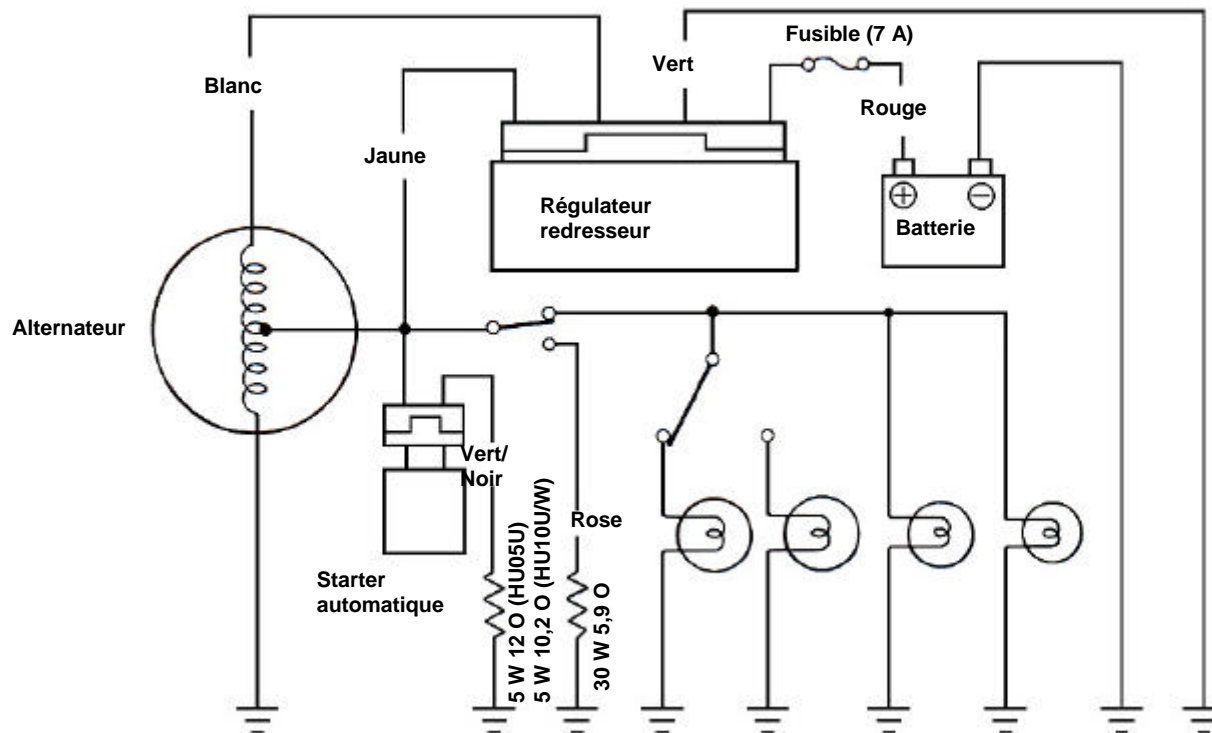 Fusible (7 A)
Vert
Blanc
Rouge
Jaune
Régulateur
redresseur
Batterie
Alternateur
Vert/
Noir
Rose
Starter
automatique
5 W 12 O (HU05U)
5 W 10,2 O (HU10U/W)
30 W 5,9 O